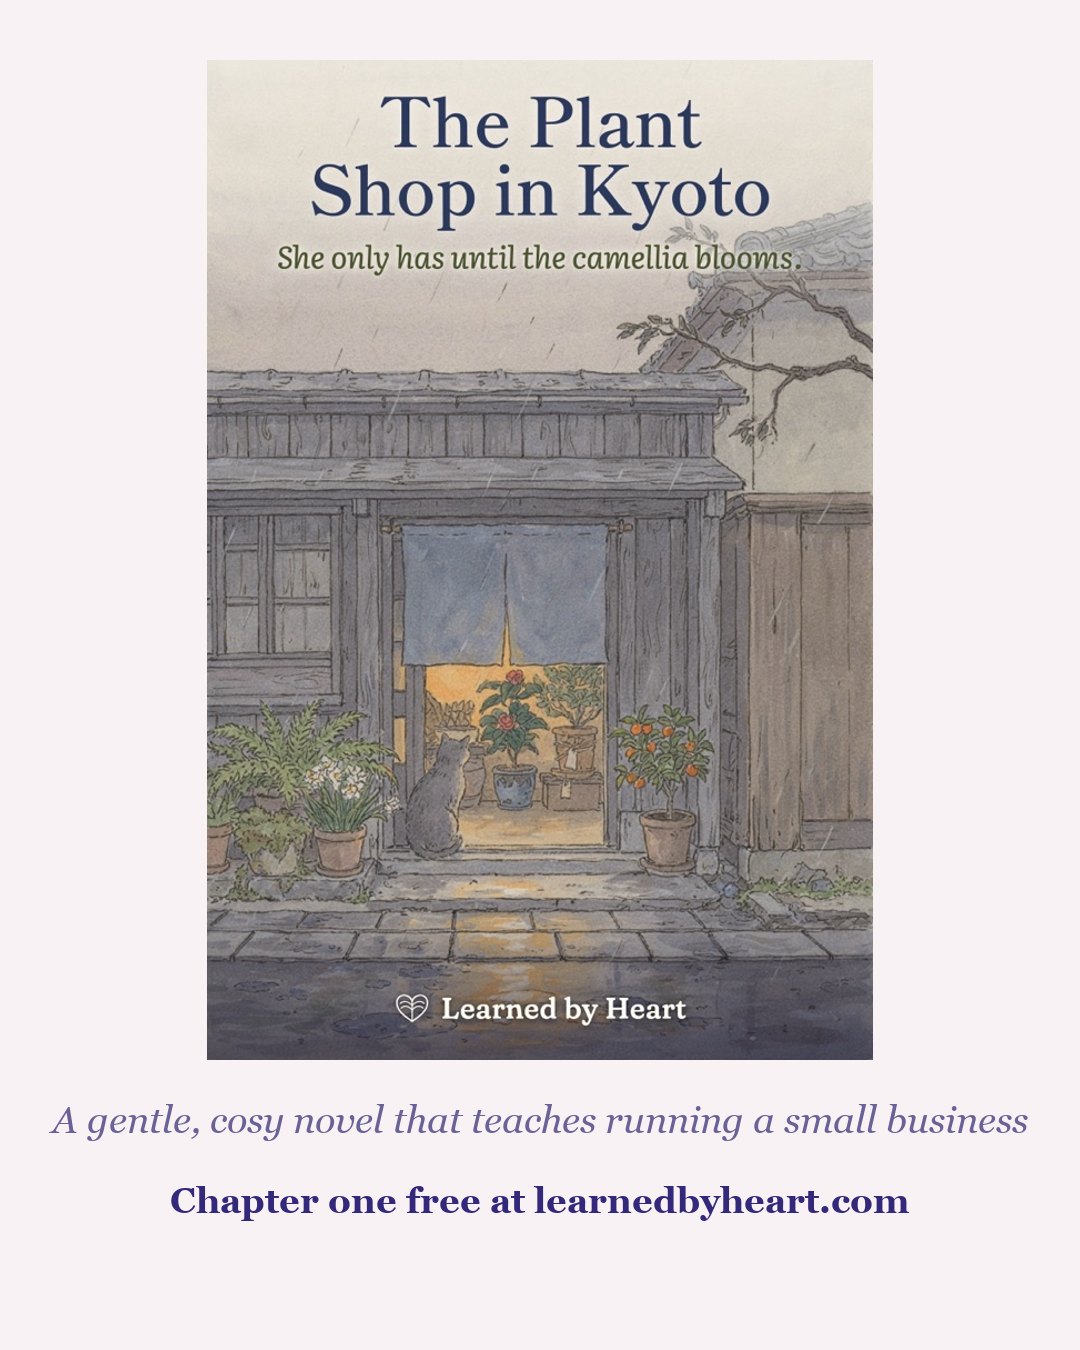 The Plant
Shop in Kyoto
She only has until the camellia blooms.
Learned by Heart
A gentle, cosy novel that teaches running a small business
Chapter one free at learnedbyheart.com